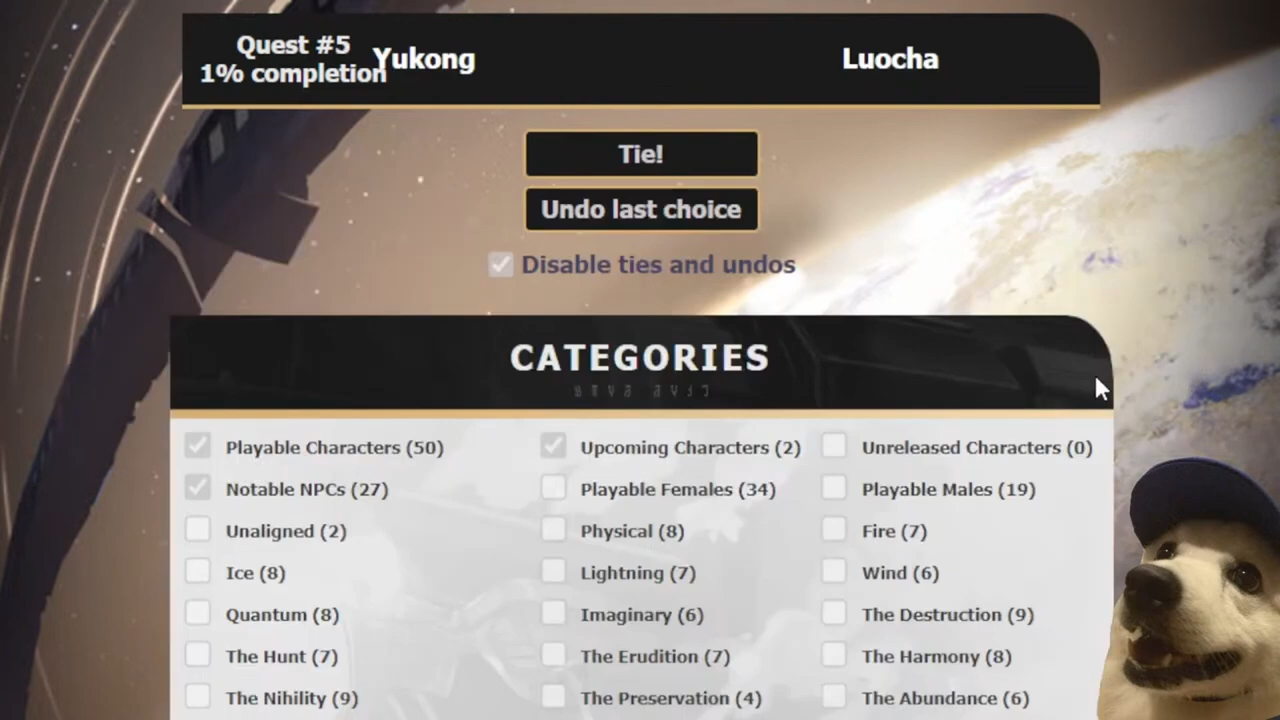 Quest #5
1% completion
Yukong
Luocha
Tie!
Undo last choice
Disable ties and undos
CATEGORIES
Playable Characters (50)
Upcoming Characters (2)
Unreleased Characters (0)
Notable NPCs (27)
Playable Females (34)
Playable Males (19)
Unaligned (2)
Physical (8)
Fire (7)
Ice (8)
Lightning (7)
Wind (6)
Quantum (8)
Imaginary (6)
The Destruction (9)
The Hunt (7)
The Erudition (7)
The Harmony (8)
The Nihility (9)
The Preservation (4)
The Abundance (6)